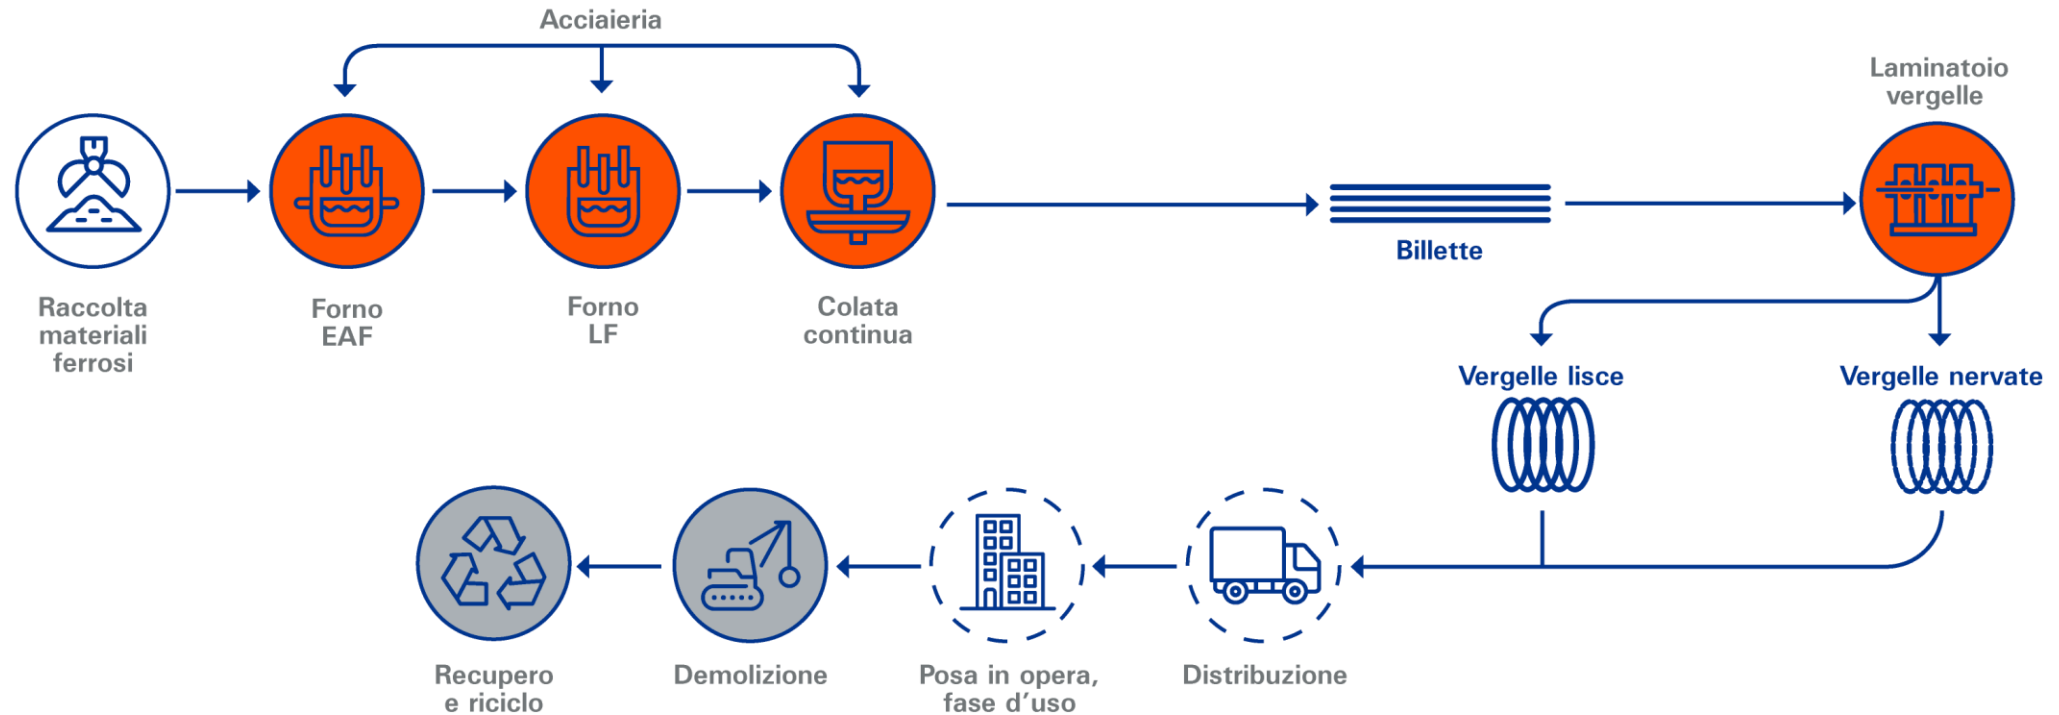 Acciaieria
Laminatoio
vergelle
Raccolta
materiali
ferrosi
Forno
EAF
Forno
LF
Colata
continua
Billette
Vergelle lisce
Vergelle nervate
Recupero
e riciclo
Demolizione
Posa in opera,
fase d’uso
Distribuzione